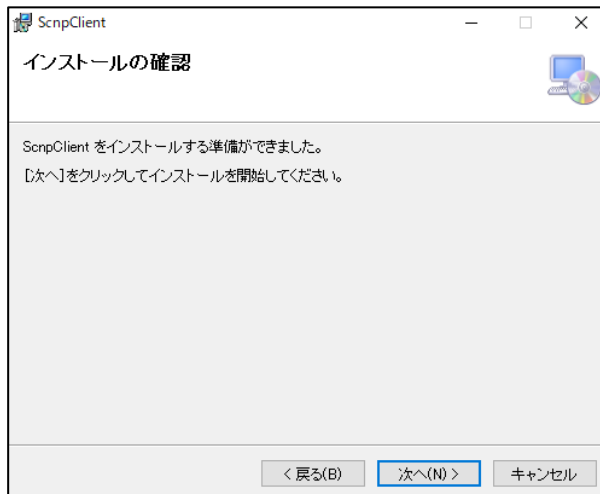 ScnpClient
インストールの確認
ScnpClient をインストールする準備ができました。
[次へ]をクリックしてインストールを開始してください。
< 戻る(B)
次へ(N) >
キャンセル